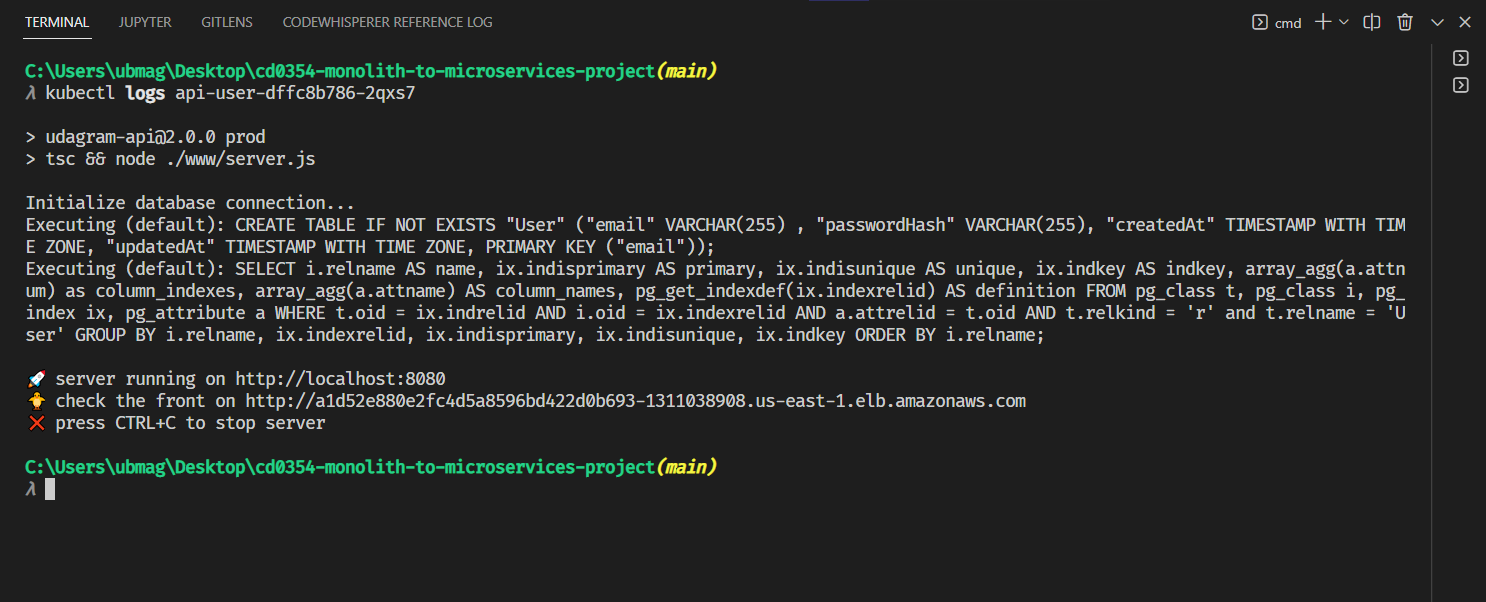 TERMINAL JUPYTER GITLENS CODEWHISPERER REFERENCE LOG cmd
C:\Users\ubmag\Desktop\cd0354-monolith-to-microservices-project(main)
λ kubectl logs api-user-dffc8b786-2qxs7
> udagram-api@2.0.0 prod
> tsc && node ./www/server.js
Initialize database connection...
Executing (default): CREATE TABLE IF NOT EXISTS "User" ("email" VARCHAR(255) , "passwordHash" VARCHAR(255), "createdAt" TIMESTAMP WITH TIM
E ZONE, "updatedAt" TIMESTAMP WITH TIME ZONE, PRIMARY KEY ("email"));
Executing (default): SELECT i.relname AS name, ix.indisprimary AS primary, ix.indisunique AS unique, ix.indkey AS indkey, array_agg(a.attn
um) as column_indexes, array_agg(a.attname) AS column_names, pg_get_indexdef(ix.indexrelid) AS definition FROM pg_class t, pg_class i, pg_
index ix, pg_attribute a WHERE t.oid = ix.indrelid AND i.oid = ix.indexrelid AND a.attrelid = t.oid AND t.relkind = 'r' and t.relname = 'U
ser' GROUP BY i.relname, ix.indexrelid, ix.indisprimary, ix.indisunique, ix.indkey ORDER BY i.relname;
🚀 server running on http://localhost:8080
🐥 check the front on http://a1d52e880e2fc4d5a8596bd422d0b693-1311038908.us-east-1.elb.amazonaws.com
❌ press CTRL+C to stop server
C:\Users\ubmag\Desktop\cd0354-monolith-to-microservices-project(main)
λ